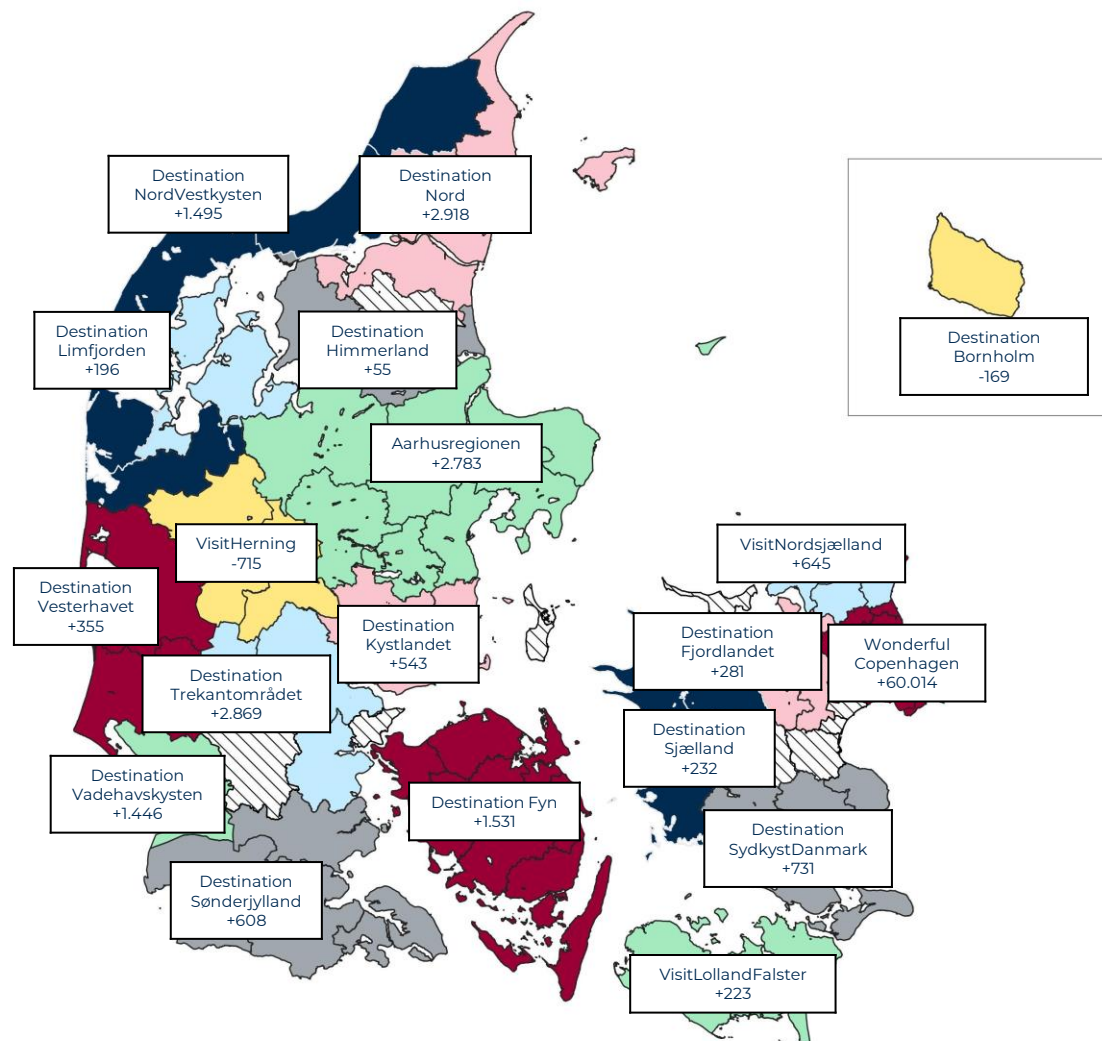 Destination
NordVestkysten
+1.495
Destination
Nord
+2.918
Destination
Limfjorden
+196
Destination
Himmerland
+55
Destination
Bornholm
-169
Aarhusregionen
+2.783
VisitHerning
-715
VisitNordsjælland
+645
Destination
Vesterhavet
+355
Destination
Kystlandet
+543
Destination
Fjordlandet
+281
Wonderful
Copenhagen
+60.014
Destination
Trekantområdet
+2.869
Destination
Sjælland
+232
Destination
Vadehavskysten
+1.446
Destination Fyn
+1.531
Destination
SydkystDanmark
+731
Destination
Sønderjylland
+608
VisitLollandFalster
+223